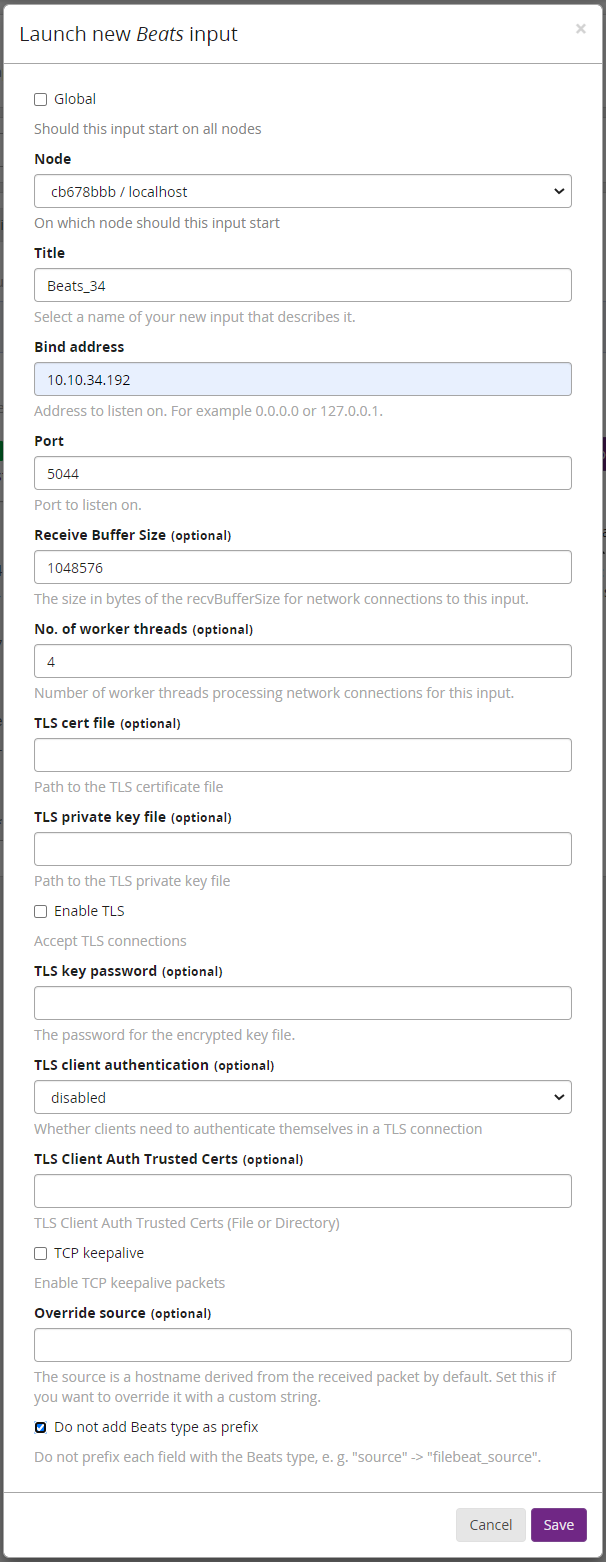 Launch new Beats input
×
Global
Should this input start on all nodes
Node
cb678bbb / localhost
On which node should this input start
Title
Beats_34
Select a name of your new input that describes it.
Bind address
10.10.34.192
Address to listen on. For example 0.0.0.0 or 127.0.0.1.
Port
5044
Port to listen on.
Receive Buffer Size (optional)
1048576
The size in bytes of the recvBufferSize for network connections to this input.
No. of worker threads (optional)
4
Number of worker threads processing network connections for this input.
TLS cert file (optional)
Path to the TLS certificate file
TLS private key file (optional)
Path to the TLS private key file
Enable TLS
Accept TLS connections
TLS key password (optional)
The password for the encrypted key file.
TLS client authentication (optional)
disabled
Whether clients need to authenticate themselves in a TLS connection
TLS Client Auth Trusted Certs (optional)
TLS Client Auth Trusted Certs (File or Directory)
TCP keepalive
Enable TCP keepalive packets
Override source (optional)
The source is a hostname derived from the received packet by default. Set this if
you want to override it with a custom string.
Do not add Beats type as prefix
Do not prefix each field with the Beats type, e. g. "source" -> "filebeat_source".
Cancel Save